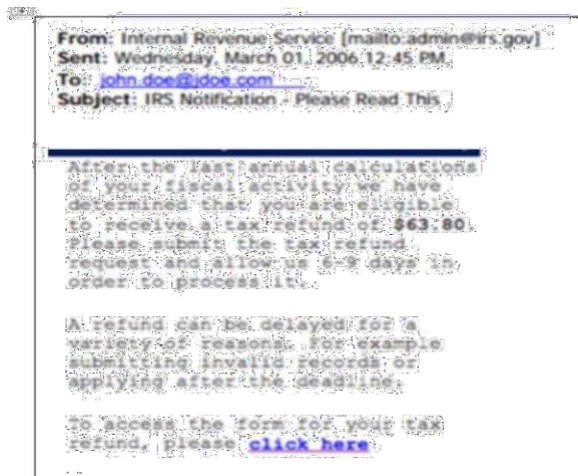 From: Internal Revenue Service [mailto:admin@irs.gov]
Sent: Wednesday, March 01, 2006 12:45 PM
To: john.doe@jdoe.com
Subject: IRS Notification - Please Read This
After the last annual calculations
of your fiscal activity we have
determined that you are eligible
to receive a tax refund of $63.80.
Please submit the tax refund
request and allow us 6-9 days in
order to process it.
A refund can be delayed for a
variety of reasons. For example
submitting invalid records or
applying after the deadline.
To access the form for your tax
refund, please click here